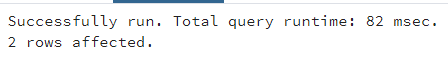 Successfully run. Total query runtime: 82 msec.
2 rows affected.